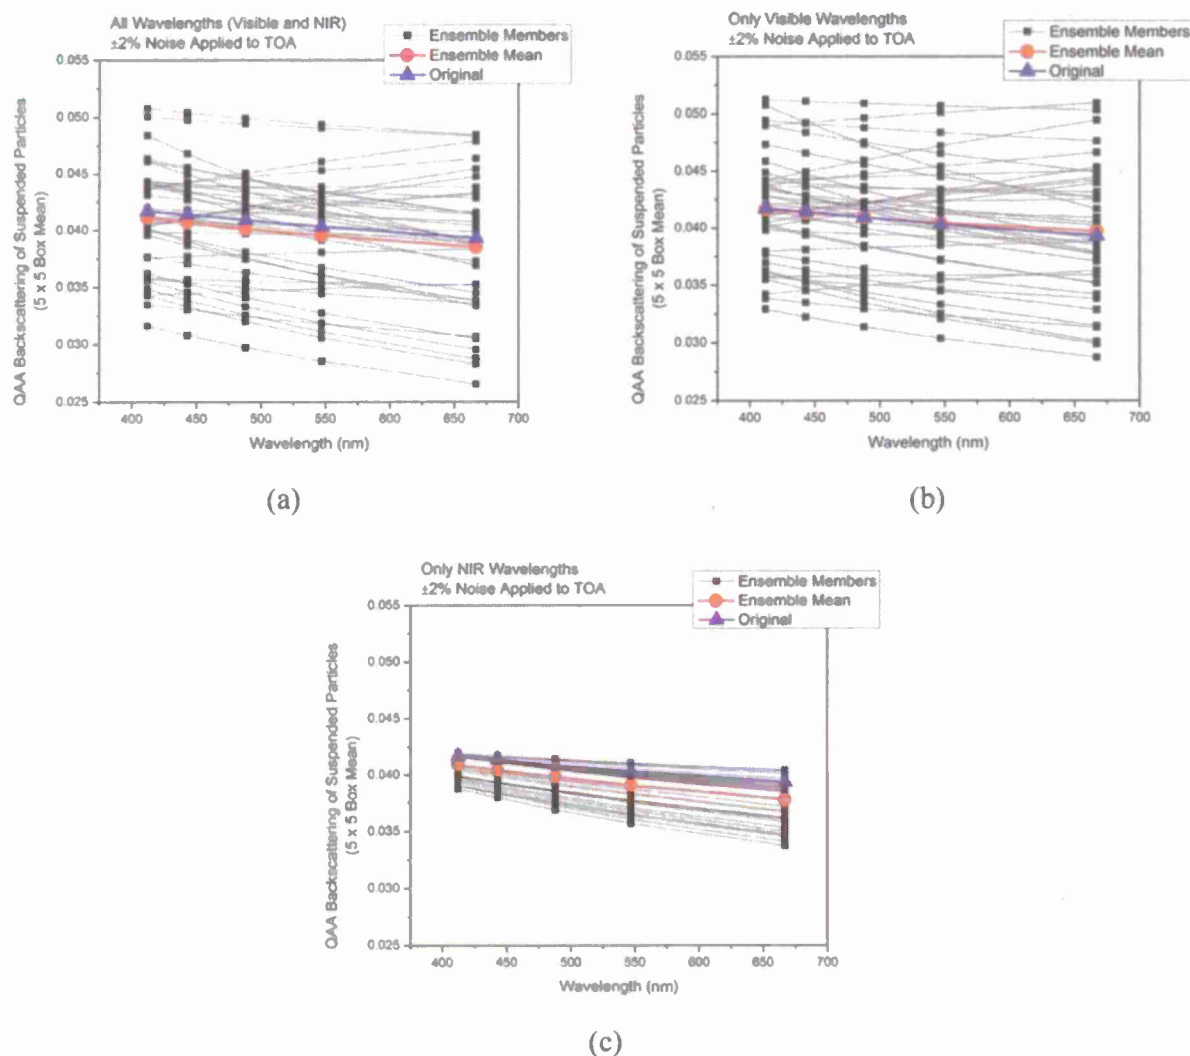 All Wavelengths (Visible and NIR)
±2% Noise Applied to TOA
Ensemble Members
Ensemble Mean
Original
0.055
0.050
0.045
0.040
0.035
0.030
0.025
QAA Backscattering of Suspended Particles
(5 x 5 Box Mean)
400 450 500 550 600 650 700
Wavelength (nm)
(a)
Only Visible Wavelengths
±2% Noise Applied to TOA
Ensemble Members
Ensemble Mean
Original
0.055
0.050
0.045
0.040
0.035
0.030
0.025
QAA Backscattering of Suspended Particles
(5 x 5 Box Mean)
400 450 500 550 600 650 700
Wavelength (nm)
(b)
Only NIR Wavelengths
±2% Noise Applied to TOA
Ensemble Members
Ensemble Mean
Original
0.055
0.050
0.045
0.040
0.035
0.030
0.025
QAA Backscattering of Suspended Particles
(5 x 5 Box Mean)
400 450 500 550 600 650 700
Wavelength (nm)
(c)